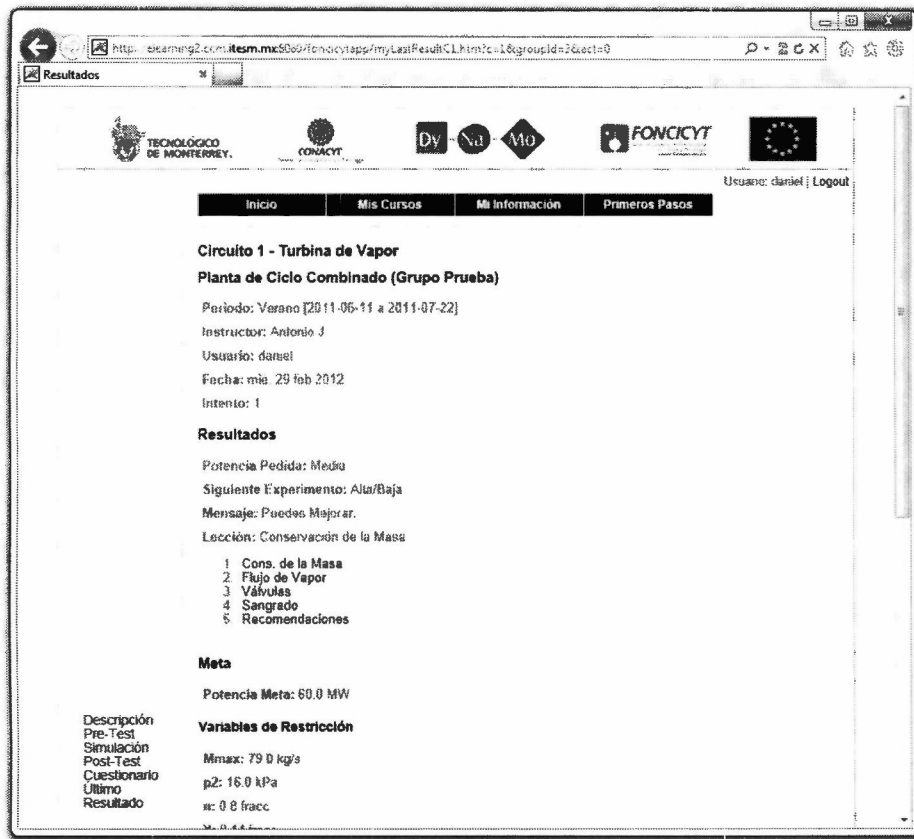 itesm.mx
Resultados
TECNOLÓGICO
DE MONTERREY.
CONACYT
Dy Na Mo
FONCICYT
Usuario: daniel | Logout
Inicio Mis Cursos Mi Información Primeros Pasos
Circuito 1 - Turbina de Vapor
Planta de Ciclo Combinado (Grupo Prueba)
Periodo: Verano [2011-06-11 a 2011-07-22]
Instructor: Antonio J
Usuario: daniel
Fecha: mie. 29 feb 2012
Intento: 1
Resultados
Potencia Pedida: Media
Siguiente Experimento: Alta/Baja
Mensaje: Puedes Mejorar.
Lección: Conservación de la Masa
1 Cons. de la Masa
2. Flujo de Vapor
3 Válvulas
4 Sangrado
5 Recomendaciones
Meta
Potencia Meta: 60.0 MW
Variables de Restricción
Mmax: 79.0 kg/s
p2: 16.0 kPa
0.8 fracc
Descripción
Pre-Test
Simulación
Post-Test
Cuestionario
Último
Resultado